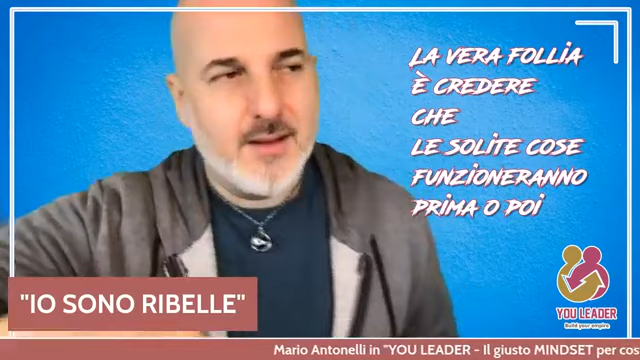 LA VERA FOLLIA
È CREDERE
CHE
LE SOLITE COSE
FUNZIONERANNO
PRIMA O POI
YOU LEADER
Build your empire
"IO SONO RIBELLE"
Mario Antonelli in "YOU LEADER - Il giusto MINDSET per cos